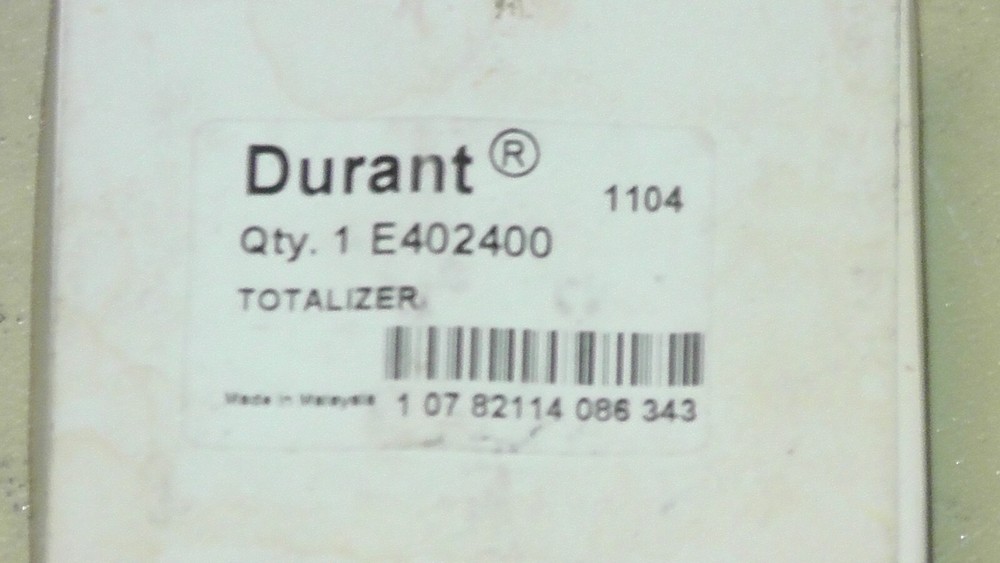 Durant®
1104
Qty. 1 E402400
TOTALIZER
Made in Malaysia
1 07 82114 086 343